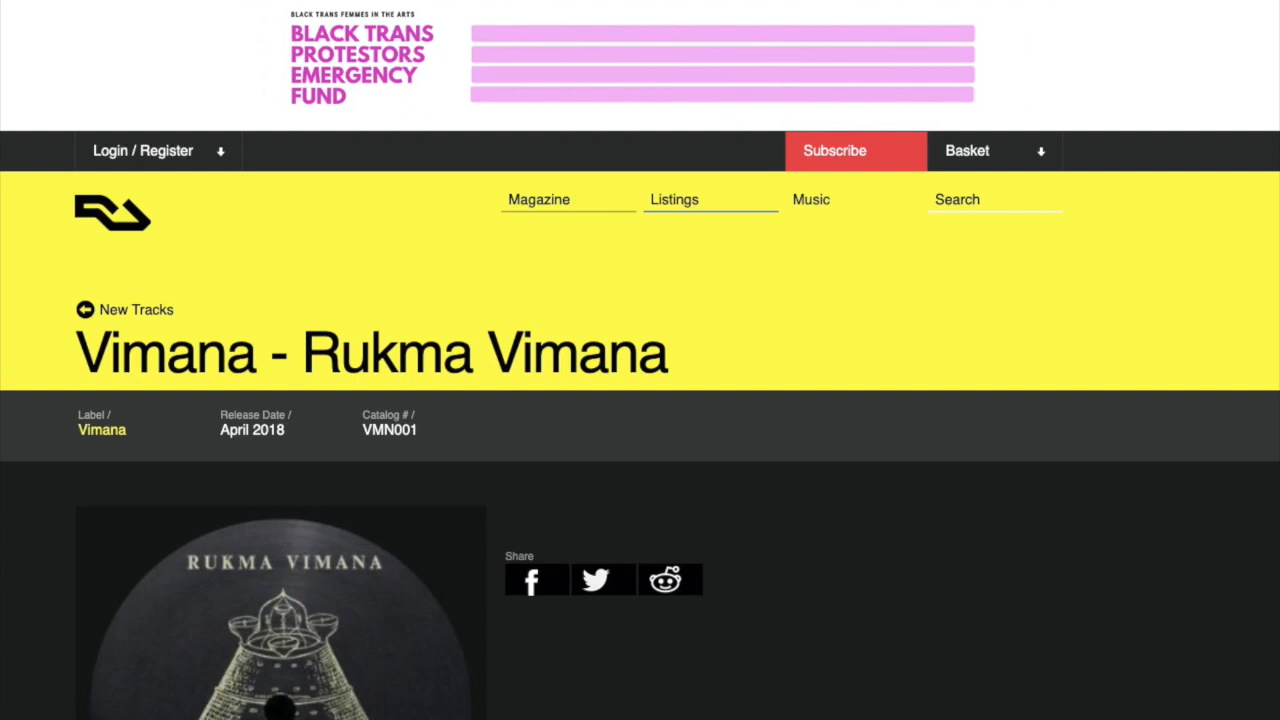 BLACK TRANS FEMMES IN THE ARTS
BLACK TRANS
PROTESTORS
EMERGENCY
FUND
Login / Register
Subscribe
Basket
Magazine
Listings
Music
Search
New Tracks
Vimana - Rukma Vimana
Label /
Release Date /
Catalog # /
Vimana
April 2018
VMN001
RUKMA VIMANA
Share